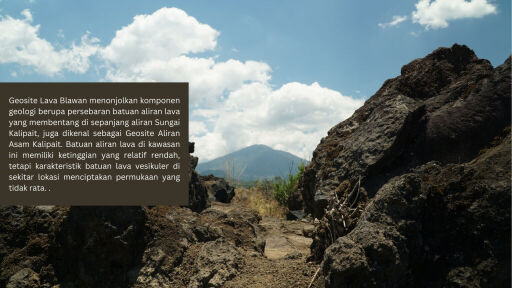 Geosite Lava Blawan menonjolkan komponen
geologi berupa persebaran batuan aliran lava
yang membentang di sepanjang aliran Sungai
Kalipait, juga dikenal sebagai Geosite Aliran
Asam Kalipait. Batuan aliran lava di kawasan
ini memiliki ketinggian yang relatif rendah,
tetapi karakteristik batuan lava vesikuler di
sekitar lokasi menciptakan permukaan yang
tidak rata. .